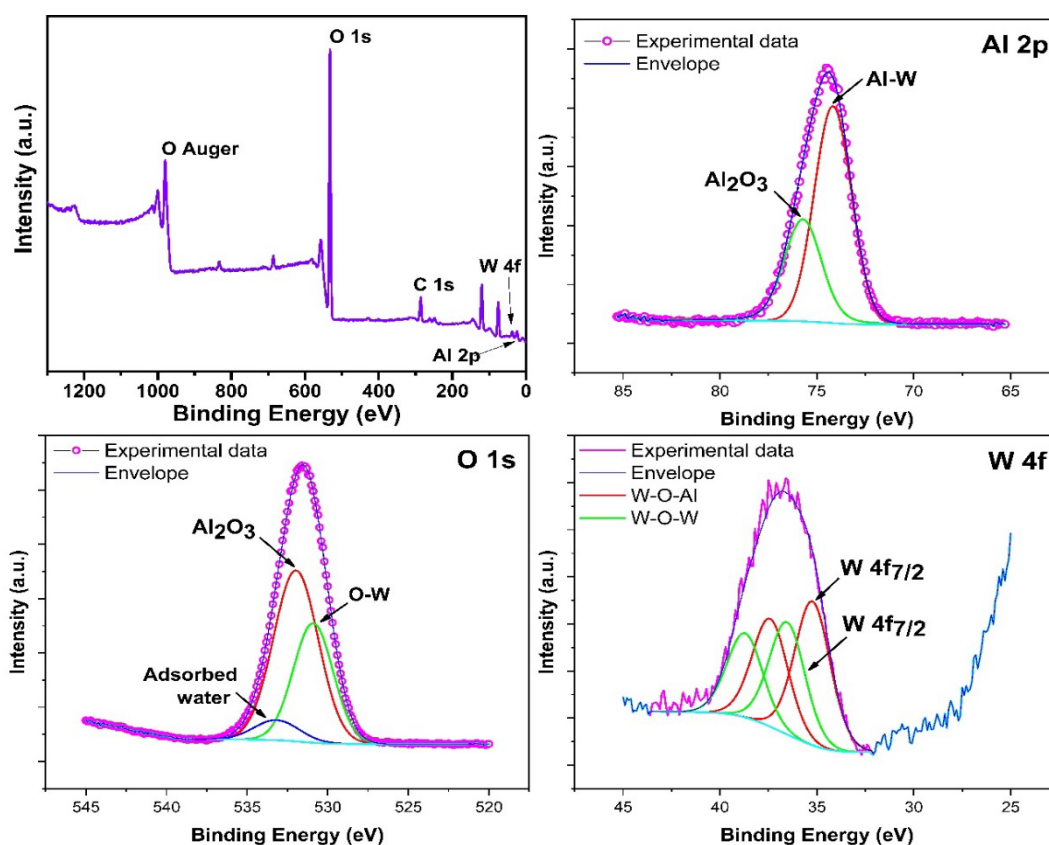 O 1s
O Auger
C 1s
W 4f
Al 2p
Intensity (a.u.)
1200 1000 800 600 400 200 0
Binding Energy (eV)
Experimental data
Envelope
Al 2p
Al-W
Al₂O₃
Intensity (a.u.)
85 80 75 70 65
Binding Energy (eV)
Experimental data
Envelope
O 1s
Al₂O₃
O-W
Adsorbed
water
Intensity (a.u.)
545 540 535 530 525 520
Binding Energy (eV)
Experimental data
Envelope
W-O-Al
W-O-W
W 4f
W 4f7/2
W 4f7/2
Intensity (a.u.)
45 40 35 30 25
Binding Energy (eV)